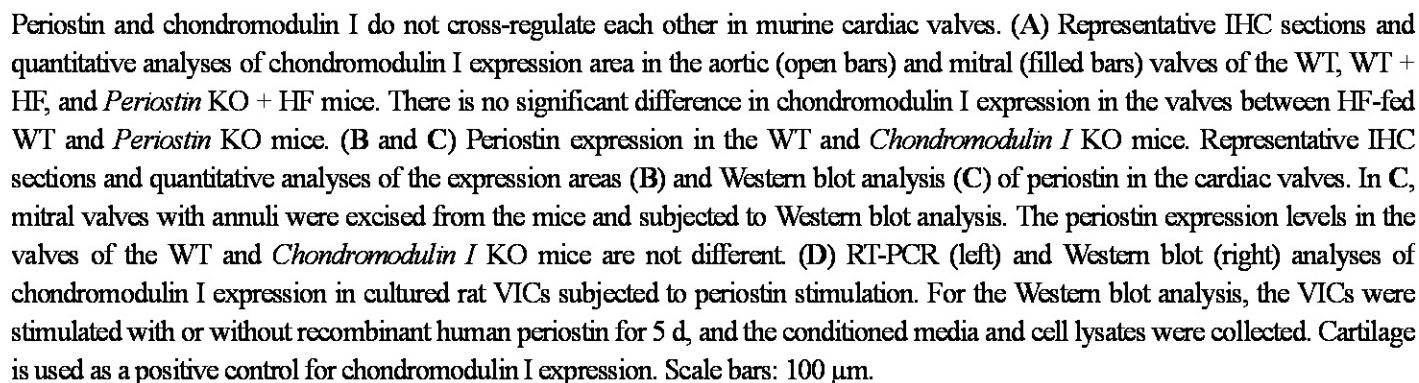 Periostin and chondromodulin I do not cross-regulate each other in murine cardiac valves. (A) Representative IHC sections and
quantitative analyses of chondromodulin I expression area in the aortic (open bars) and mitral (filled bars) valves of the WT, WT +
HF, and Periostin KO + HF mice. There is no significant difference in chondromodulin I expression in the valves between HF-fed
WT and Periostin KO mice. (B and C) Periostin expression in the WT and Chondromodulin I KO mice. Representative IHC
sections and quantitative analyses of the expression areas (B) and Western blot analysis (C) of periostin in the cardiac valves. In C,
mitral valves with annuli were excised from the mice and subjected to Western blot analysis. The periostin expression levels in the
valves of the WT and Chondromodulin I KO mice are not different. (D) RT-PCR (left) and Western blot (right) analyses of
chondromodulin I expression in cultured rat VICs subjected to periostin stimulation. For the Western blot analysis, the VICs were
stimulated with or without recombinant human periostin for 5 d, and the conditioned media and cell lysates were collected. Cartilage
is used as a positive control for chondromodulin I expression. Scale bars: 100 μm.